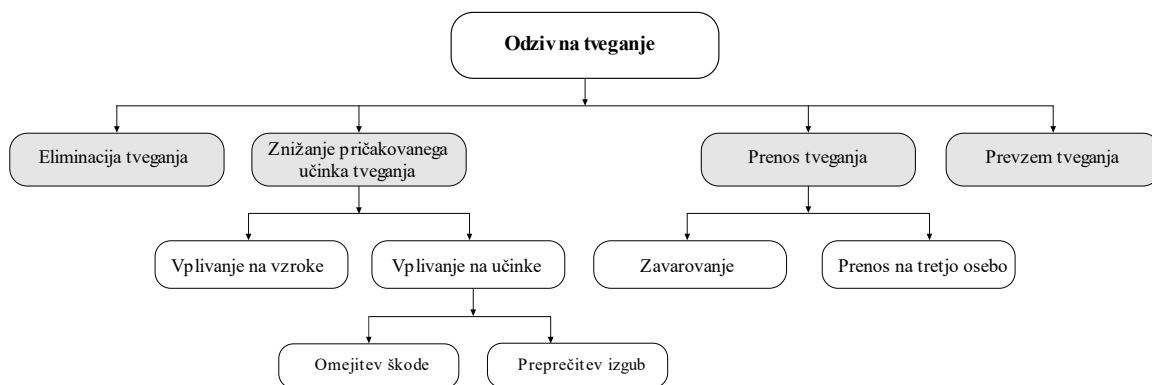 Odziv na tveganje
Eliminacija tveganja
Znižanje pričakovanega
učinka tveganja
Prenos tveganja
Prevzem tveganja
Vplivanje na vzroke
Vplivanje na učinke
Zavarovanje
Prenos na tretjo osebo
Omejitev škode
Preprečitev izgub